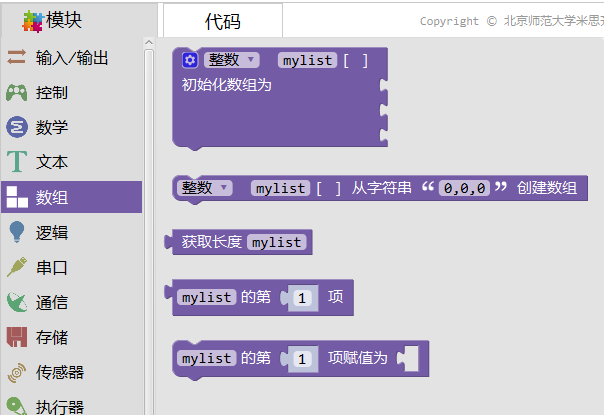 模块
代码
Copyright © 北京师范大学米思
输入/输出
控制
数学
文本
数组
逻辑
串口
通信
存储
传感器
执行器
整数 mylist [ ]
初始化数组为
整数 mylist [ ] 从字符串 “ 0,0,0 ” 创建数组
获取长度 mylist
mylist 的第 1 项
mylist 的第 1 项赋值为